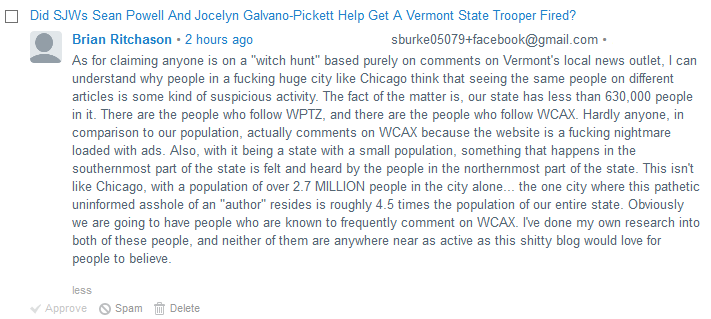 Did SJWs Sean Powell And Jocelyn Galvano-Pickett Help Get A Vermont State Trooper Fired?
Brian Ritchason • 2 hours ago sburke05079+facebook@gmail.com •
As for claiming anyone is on a "witch hunt" based purely on comments on Vermont's local news outlet, I can
understand why people in a fucking huge city like Chicago think that seeing the same people on different
articles is some kind of suspicious activity. The fact of the matter is, our state has less than 630,000 people
in it. There are the people who follow WPTZ, and there are the people who follow WCAX. Hardly anyone, in
comparison to our population, actually comments on WCAX because the website is a fucking nightmare
loaded with ads. Also, with it being a state with a small population, something that happens in the
southernmost part of the state is felt and heard by the people in the northernmost part of the state. This isn't
like Chicago, with a population of over 2.7 MILLION people in the city alone... the one city where this pathetic
uninformed asshole of an "author" resides is roughly 4.5 times the population of our entire state. Obviously
we are going to have people who are known to frequently comment on WCAX. I've done my own research into
both of these people, and neither of them are anywhere near as active as this shitty blog would love for
people to believe.
less
Approve Spam Delete